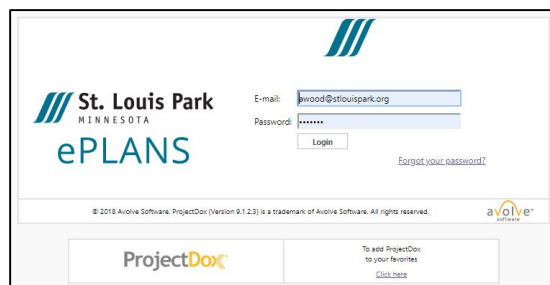 St. Louis Park
MINNESOTA
ePLANS
E-mail: awood@stlouispark.org
Password: •••••••
Login
Forgot your password?
© 2018 Avolve Software. ProjectDox (Version 9.1.2.3) is a trademark of Avolve Software. All rights reserved.
avolve
software
ProjectDox
To add ProjectDox
to your favorites
Click here